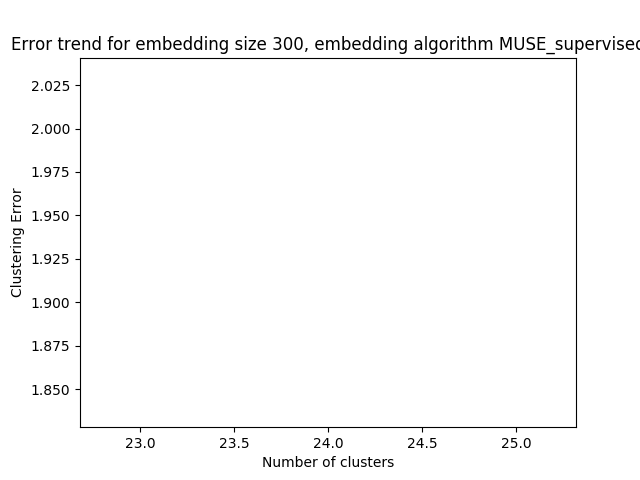 Error trend for embedding size 300, embedding algorithm MUSE_supervised
2.025
2.000
1.975
1.950
1.925
1.900
1.875
1.850
Clustering Error
23.0 23.5 24.0 24.5 25.0
Number of clusters